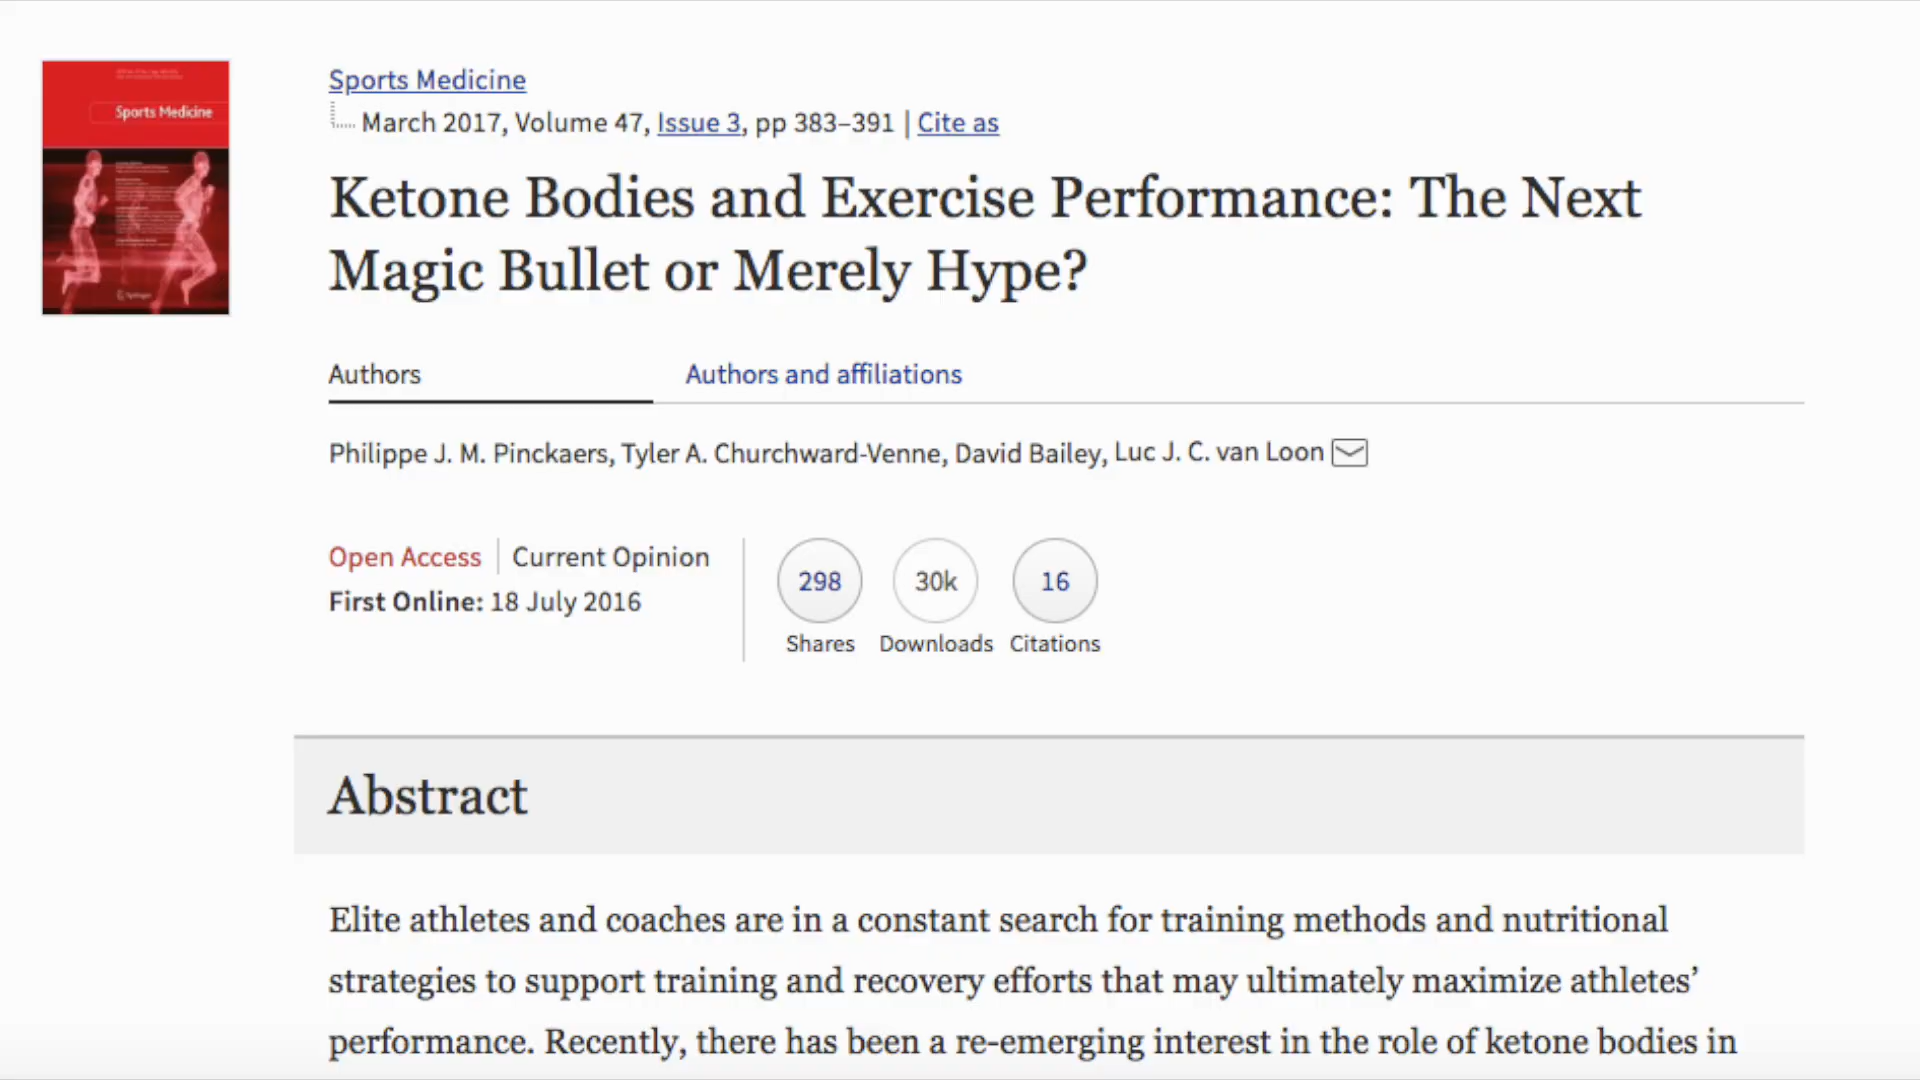 Sports Medicine
Sports Medicine
March 2017, Volume 47, Issue 3, pp 383–391 | Cite as
Ketone Bodies and Exercise Performance: The Next
Magic Bullet or Merely Hype?
Authors
Authors and affiliations
Philippe J. M. Pinckaers, Tyler A. Churchward-Venne, David Bailey, Luc J. C. van Loon
Open Access
Current Opinion
First Online: 18 July 2016
298
Shares
30k
Downloads
16
Citations
Abstract
Elite athletes and coaches are in a constant search for training methods and nutritional
strategies to support training and recovery efforts that may ultimately maximize athletes’
performance. Recently, there has been a re-emerging interest in the role of ketone bodies in